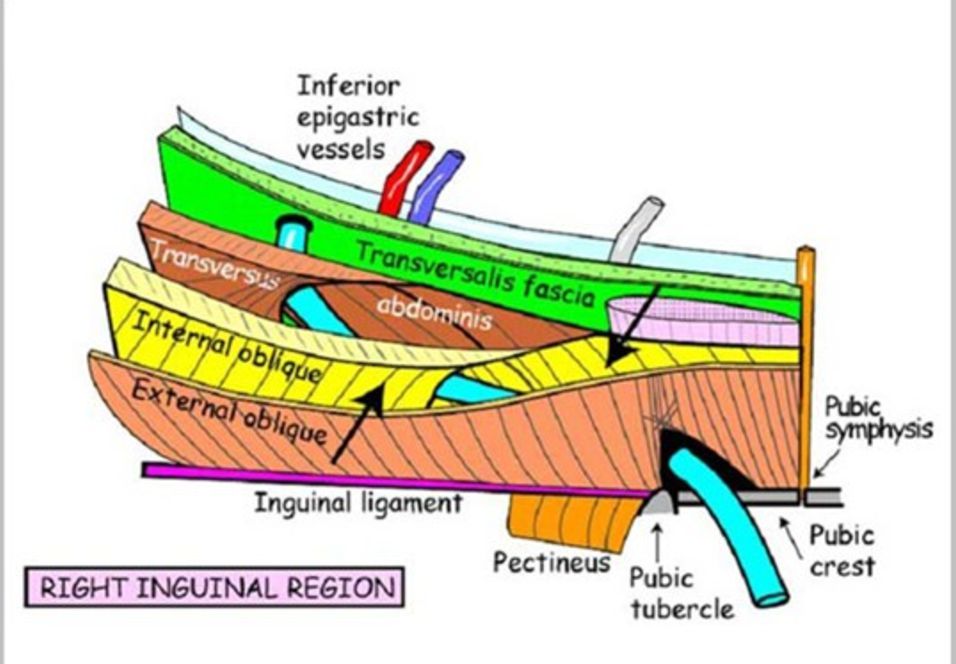 Inferior
epigastric
vessels
Transversalis fascia
Transversus
abdominis
Internal oblique
External oblique
Pubic
symphysis
Inguinal ligament
Pectineus
Pubic
tubercle
Pubic
crest
RIGHT INGUINAL REGION